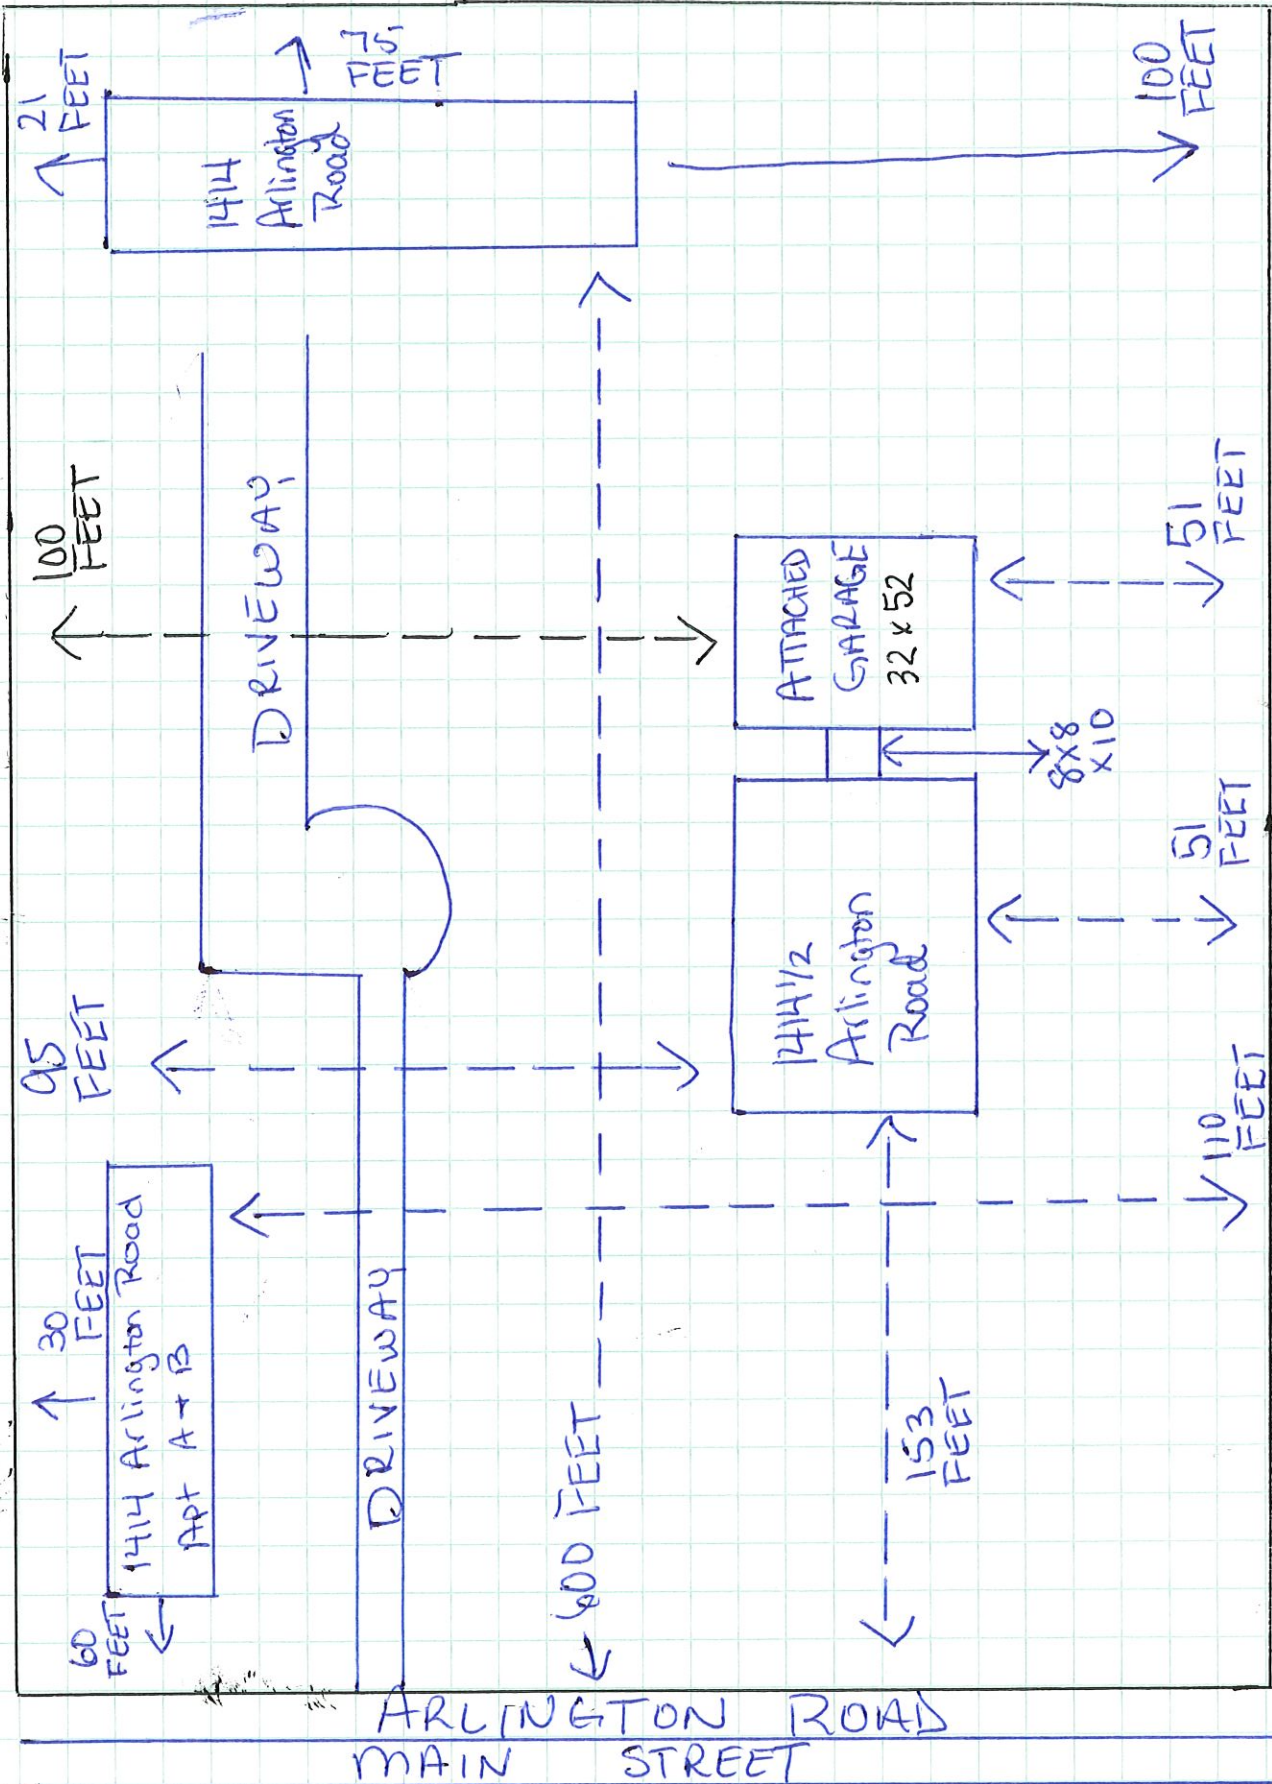 21
FEET
75
FEET
100
FEET
1414
Arlington
Road
100
FEET
DRIVEWAY
ATTACHED
GARAGE
32 x 52
51
FEET
8x8
x10
95
FEET
1414 1/2
Arlington
Road
51
FEET
30
FEET
1414 Arlington Road
Apt A + B
110
FEET
60
FEET
DRIVEWAY
600 FEET
153
FEET
ARLINGTON ROAD
MAIN STREET